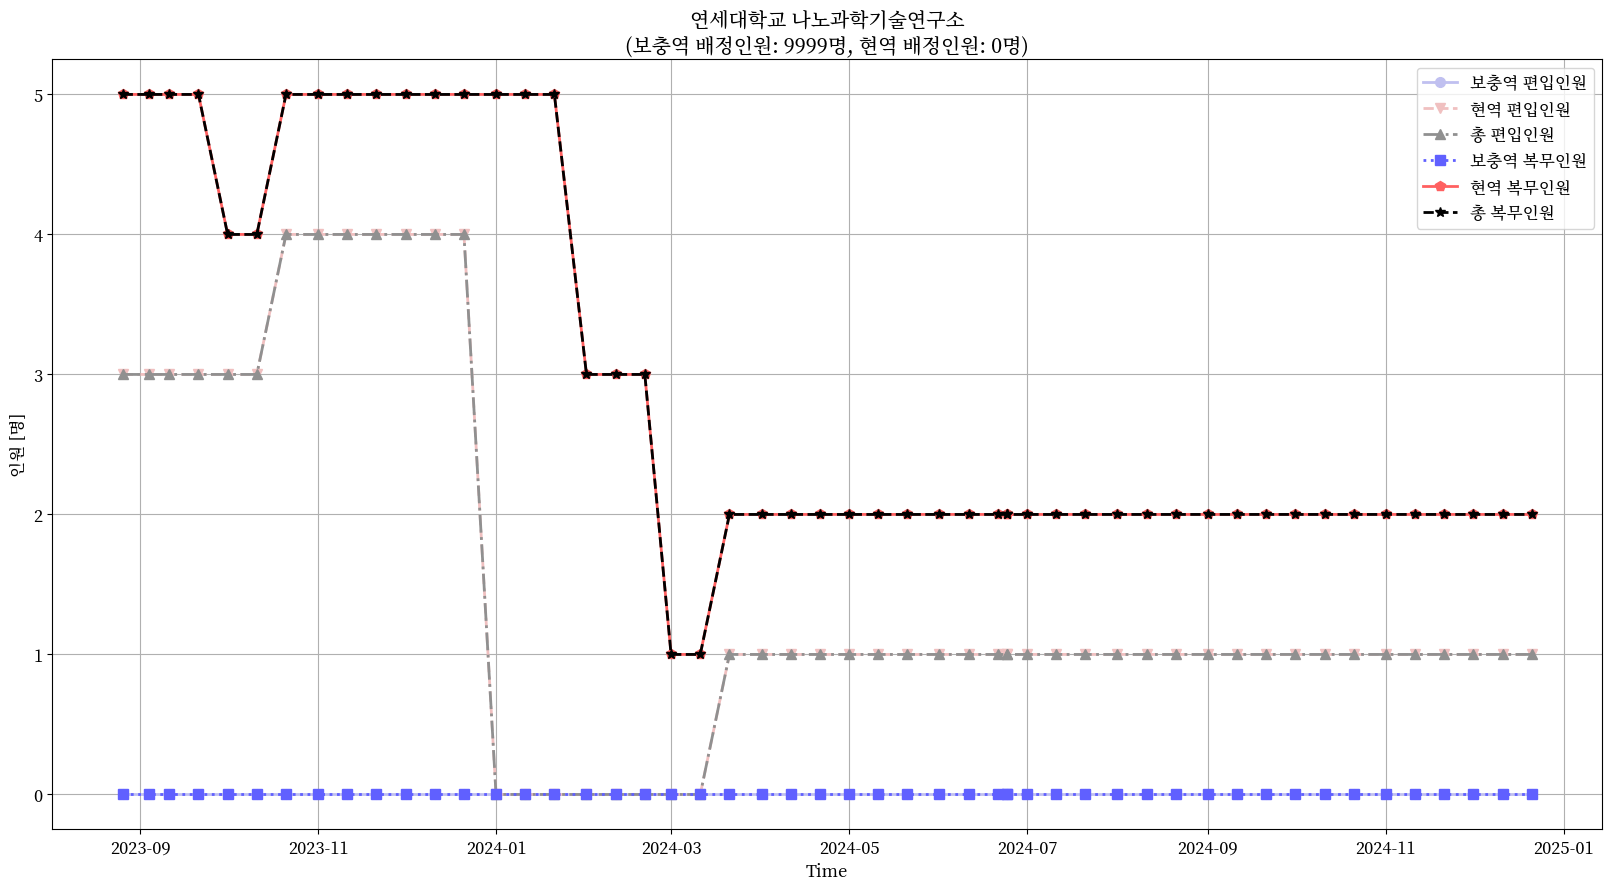 연세대학교 나노과학기술연구소
(보충역 배정인원: 9999명, 현역 배정인원: 0명)
보충역 편입인원
현역 편입인원
총 편입인원
보충역 복무인원
현역 복무인원
총 복무인원
인원 [명]
5
4
3
2
1
0
2023-09
2023-11
2024-01
2024-03
2024-05
2024-07
2024-09
2024-11
2025-01
Time